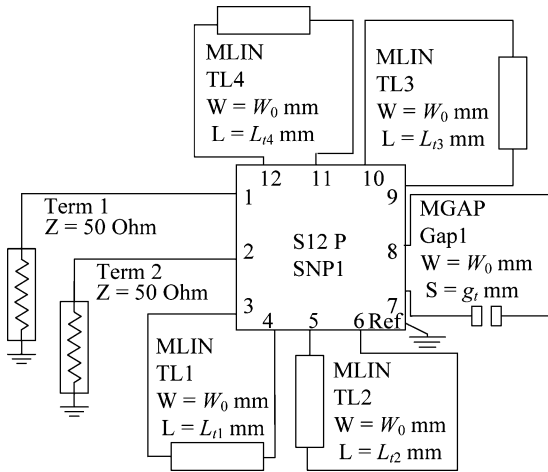 MLIN
TL4
W = W₀ mm
L = Lₜ₄ mm
MLIN
TL3
W = W₀ mm
L = Lₜ₃ mm
12 11 10
1 9
Term 1
Z = 50 Ohm
MGAP
Gap1
W = W₀ mm
S = gₜ mm
2 S12 P 8
SNP1
Term 2
Z = 50 Ohm
3 7
4 5 6 Ref
MLIN
TL1
W = W₀ mm
L = Lₜ₁ mm
MLIN
TL2
W = W₀ mm
L = Lₜ₂ mm